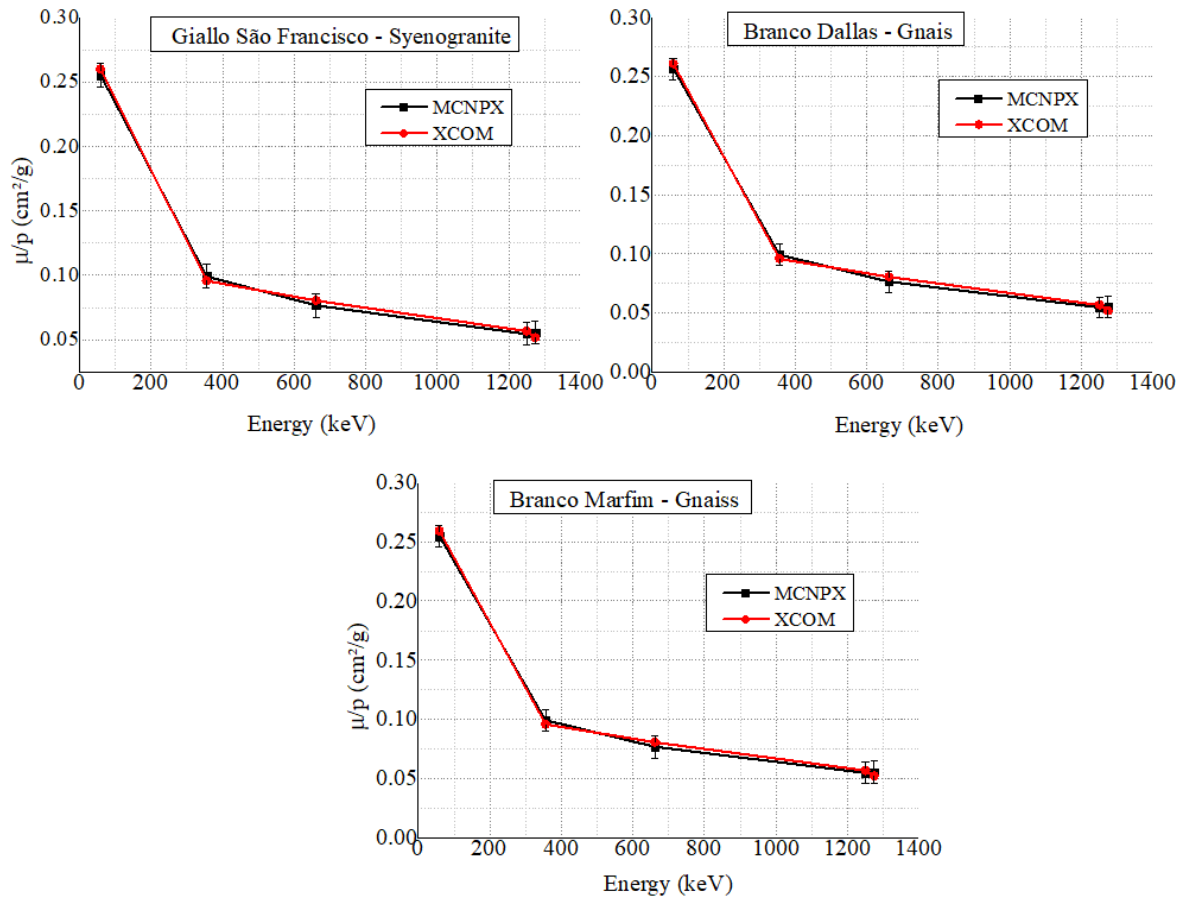 Giallo São Francisco - Syenogranite
MCNPX
XCOM
μ/p (cm²/g)
0.30
0.25
0.20
0.15
0.10
0.05
0 200 400 600 800 1000 1200 1400
Energy (keV)
Branco Dallas - Gnais
MCNPX
XCOM
0.30
0.25
0.20
0.15
0.10
0.05
0.00
0 200 400 600 800 1000 1200 1400
Energy (keV)
Branco Marfim - Gnaiss
MCNPX
XCOM
μ/p (cm²/g)
0.30
0.25
0.20
0.15
0.10
0.05
0.00
0 200 400 600 800 1000 1200 1400
Energy (keV)